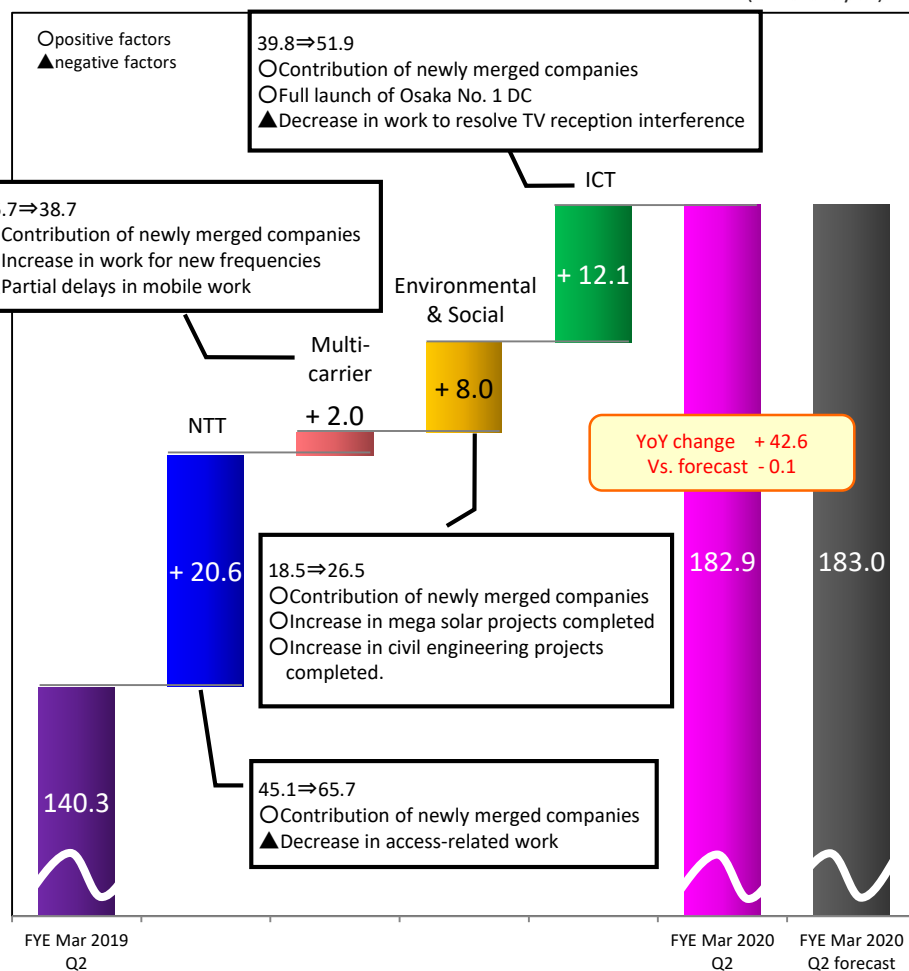 ○positive factors
▲negative factors
39.8⇒51.9
○Contribution of newly merged companies
○Full launch of Osaka No. 1 DC
▲Decrease in work to resolve TV reception interference
ICT
.7⇒38.7
Contribution of newly merged companies
Increase in work for new frequencies
Partial delays in mobile work
+ 12.1
Environmental
& Social
Multi-
carrier
+ 8.0
+ 2.0
NTT
YoY change + 42.6
Vs. forecast - 0.1
+ 20.6
18.5⇒26.5
○Contribution of newly merged companies
○Increase in mega solar projects completed
○Increase in civil engineering projects
completed.
182.9
183.0
45.1⇒65.7
○Contribution of newly merged companies
▲Decrease in access-related work
140.3
FYE Mar 2019
Q2
FYE Mar 2020
Q2
FYE Mar 2020
Q2 forecast